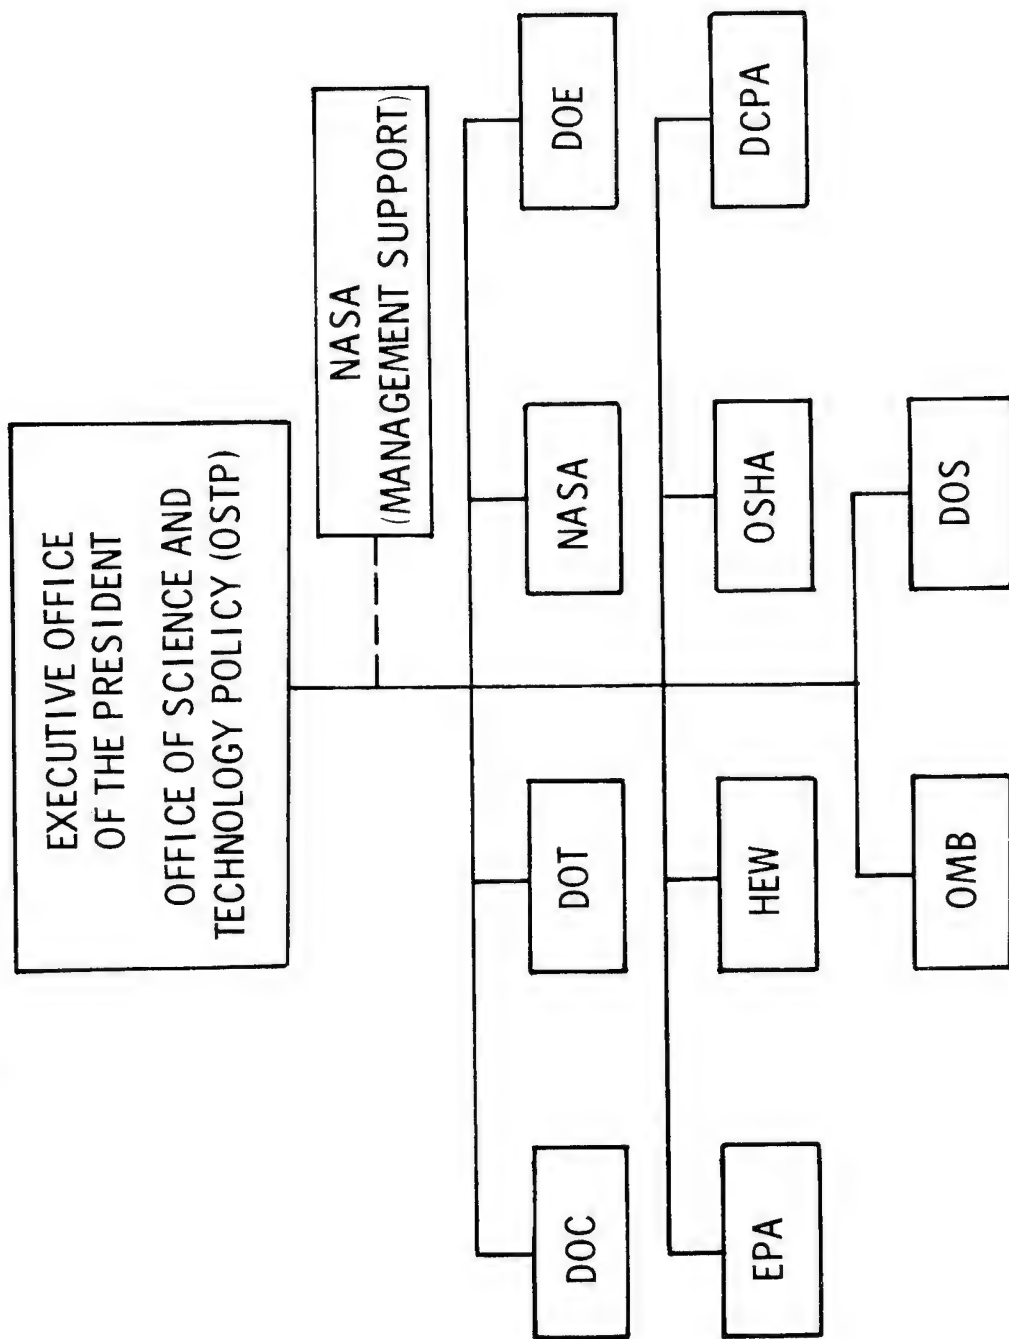 EXECUTIVE OFFICE
OF THE PRESIDENT
OFFICE OF SCIENCE AND
TECHNOLOGY POLICY (OSTP)
NASA
(MANAGEMENT SUPPORT)
DOC
DOT
NASA
DOE
EPA
HEW
OSHA
DCPA
OMB
DOS